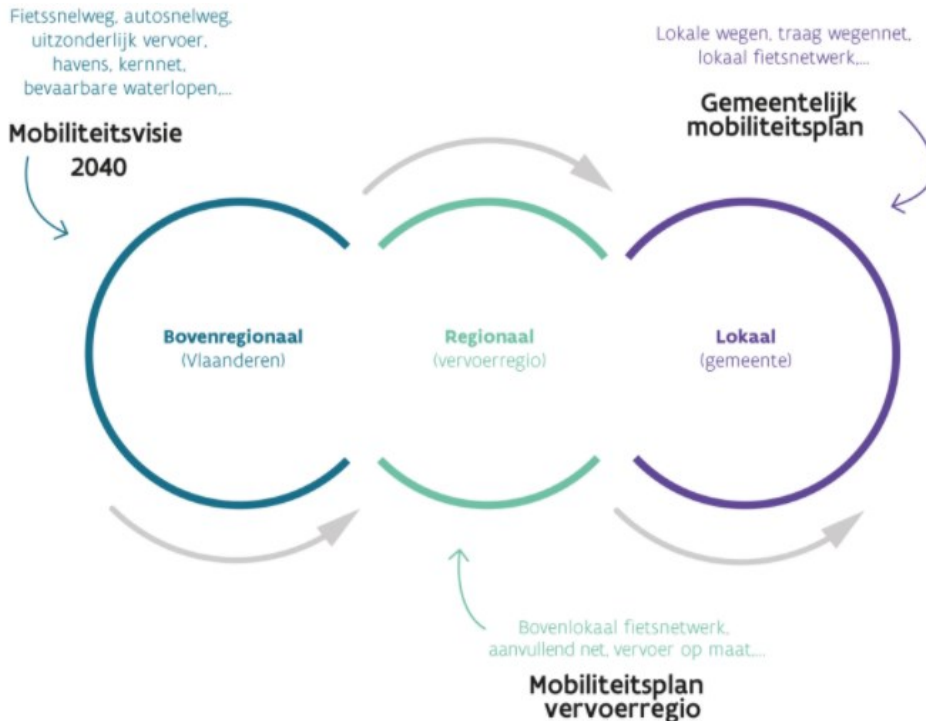 Fietssnelweg, autosnelweg,
uitzonderlijk vervoer,
havens, kernnet,
bevaarbare waterlopen,...
Mobiliteitsvisie
2040
Lokale wegen, traag wegennet,
lokaal fietsnetwerk,...
Gemeentelijk
mobiliteitsplan
Bovenregionaal
(Vlaanderen)
Regionaal
(vervoerregio)
Lokaal
(gemeente)
Bovenlokaal fietsnetwerk,
aanvullend net, vervoer op maat,...
Mobiliteitsplan
vervoerregio